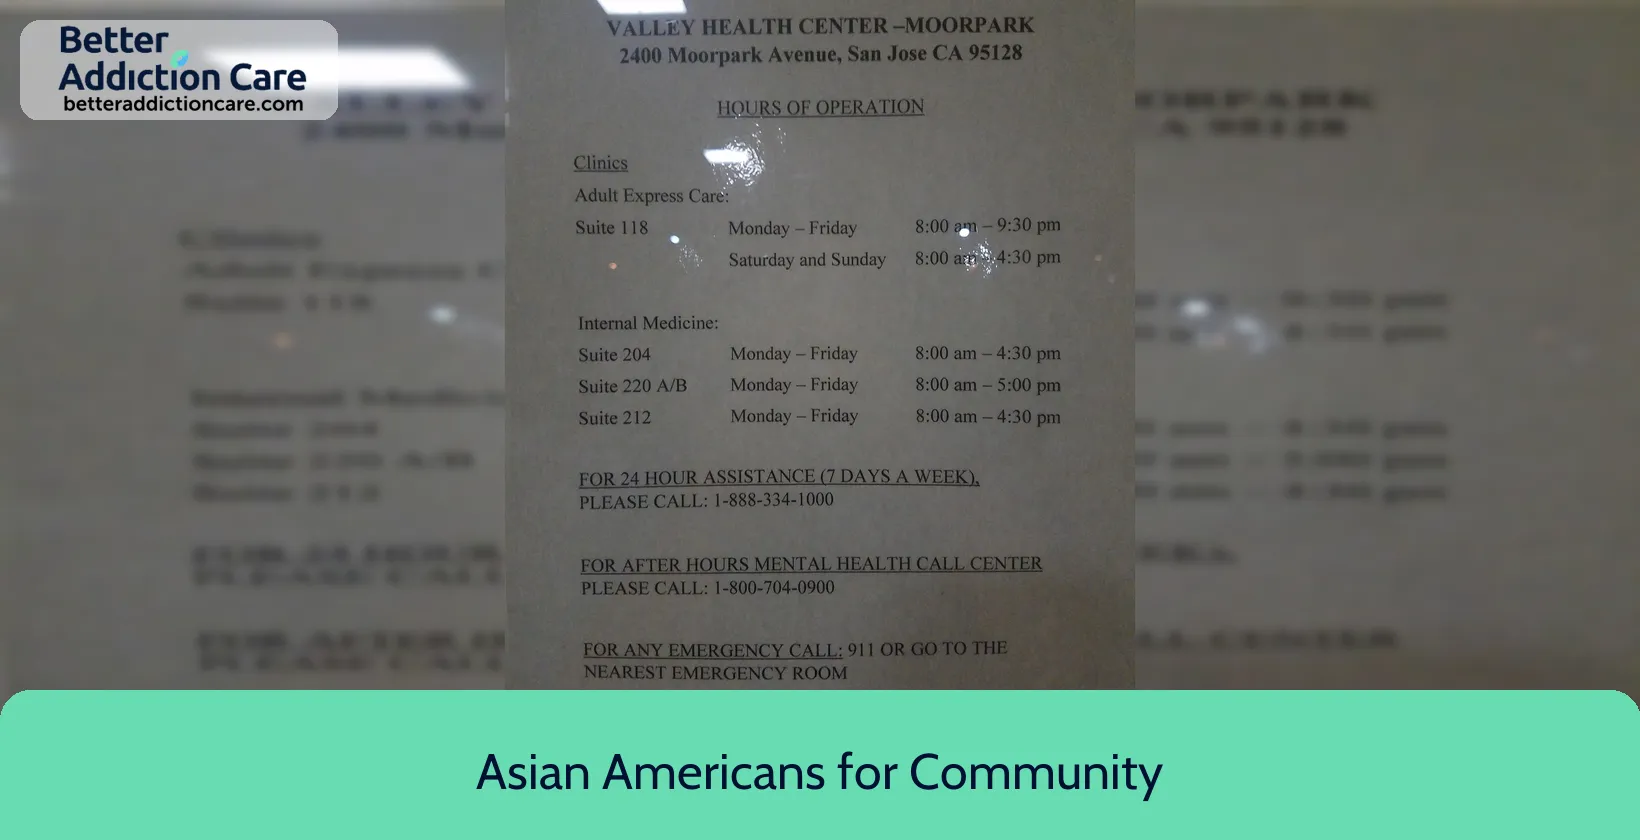 Better
Addiction Care
betteraddictioncare.com
VALLEY HEALTH CENTER –MOORPARK
2400 Moorpark Avenue, San Jose CA 95128
HOURS OF OPERATION
Clinics
Adult Express Care:
Suite 118 Monday – Friday 8:00 am – 9:30 pm
Saturday and Sunday 8:00 am – 4:30 pm
Internal Medicine:
Suite 204 Monday – Friday 8:00 am – 4:30 pm
Suite 220 A/B Monday – Friday 8:00 am – 5:00 pm
Suite 212 Monday – Friday 8:00 am – 4:30 pm
FOR 24 HOUR ASSISTANCE (7 DAYS A WEEK),
PLEASE CALL: 1-888-334-1000
FOR AFTER HOURS MENTAL HEALTH CALL CENTER
PLEASE CALL: 1-800-704-0900
FOR ANY EMERGENCY CALL: 911 OR GO TO THE
NEAREST EMERGENCY ROOM
Asian Americans for Community